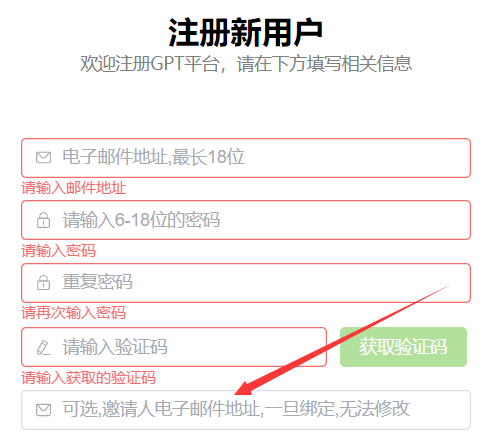 注册新用户
欢迎注册GPT平台，请在下方填写相关信息
电子邮件地址,最长18位
请输入邮件地址
请输入6-18位的密码
请输入密码
重复密码
请再次输入密码
请输入验证码
获取验证码
请输入获取的验证码
可选,邀请人电子邮件地址,一旦绑定,无法修改